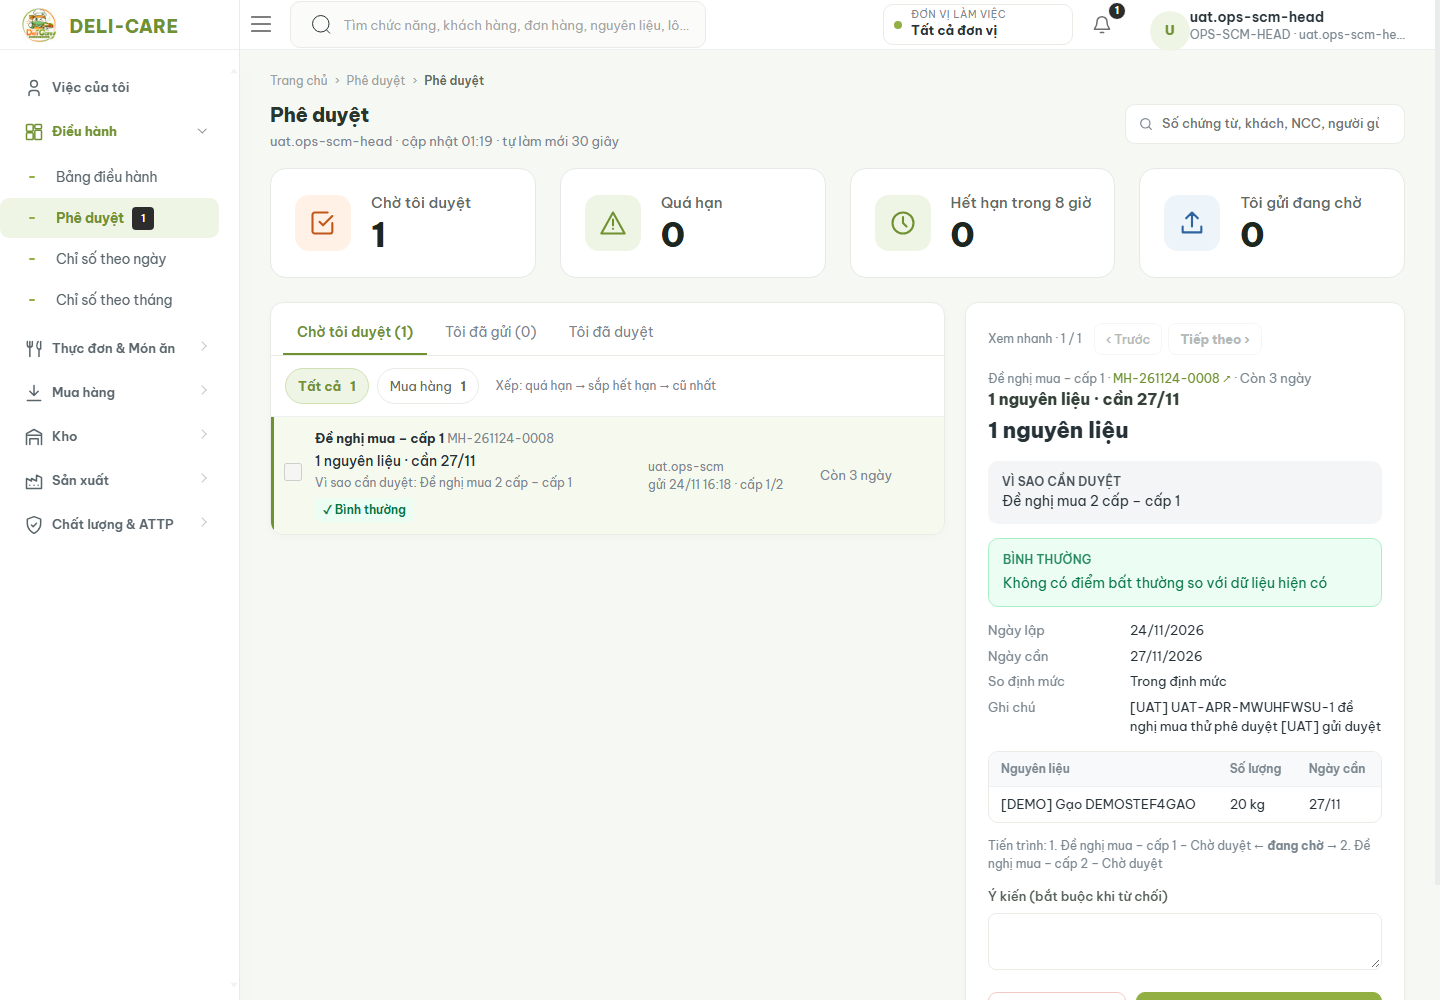 DELI-CARE
Tìm chức năng, khách hàng, đơn hàng, nguyên liệu, lô...
ĐƠN VỊ LÀM VIỆC
Tất cả đơn vị
1
U
uat.ops-scm-head
OPS-SCM-HEAD · uat.ops-scm-he...
Việc của tôi
Điều hành
Bảng điều hành
Phê duyệt 1
Chỉ số theo ngày
Chỉ số theo tháng
Thực đơn & Món ăn
Mua hàng
Kho
Sản xuất
Chất lượng & ATTP
Trang chủ › Phê duyệt › Phê duyệt
Phê duyệt
uat.ops-scm-head · cập nhật 01:19 · tự làm mới 30 giây
Số chứng từ, khách, NCC, người gử
Chờ tôi duyệt
1
Quá hạn
0
Hết hạn trong 8 giờ
0
Tôi gửi đang chờ
0
Chờ tôi duyệt (1) Tôi đã gửi (0) Tôi đã duyệt
Tất cả 1 Mua hàng 1 Xếp: quá hạn → sắp hết hạn → cũ nhất
Đề nghị mua – cấp 1 MH-261124-0008
1 nguyên liệu · cần 27/11
Vì sao cần duyệt: Đề nghị mua 2 cấp – cấp 1
✓ Bình thường
uat.ops-scm
gửi 24/11 16:18 · cấp 1/2
Còn 3 ngày
Xem nhanh · 1 / 1 ‹ Trước Tiếp theo ›
Đề nghị mua – cấp 1 · MH-261124-0008 ↗ · Còn 3 ngày
1 nguyên liệu · cần 27/11
1 nguyên liệu
VÌ SAO CẦN DUYỆT
Đề nghị mua 2 cấp – cấp 1
BÌNH THƯỜNG
Không có điểm bất thường so với dữ liệu hiện có
Ngày lập 24/11/2026
Ngày cần 27/11/2026
So định mức Trong định mức
Ghi chú [UAT] UAT-APR-MWUHFWSU-1 đề
nghị mua thử phê duyệt [UAT] gửi duyệt
Nguyên liệu Số lượng Ngày cần
[DEMO] Gạo DEMOSTEF4GAO 20 kg 27/11
Tiến trình: 1. Đề nghị mua – cấp 1 – Chờ duyệt ← đang chờ → 2. Đề
nghị mua – cấp 2 – Chờ duyệt
Ý kiến (bắt buộc khi từ chối)